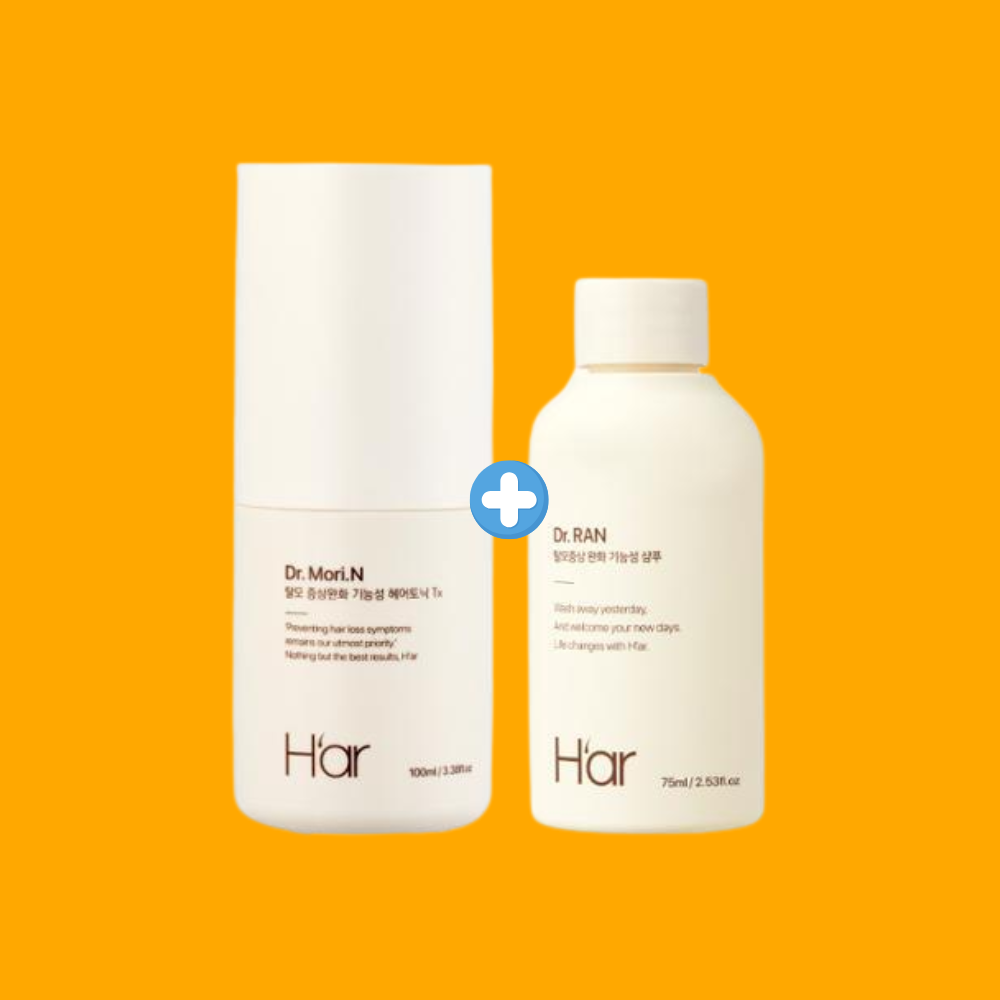 Dr. Mori.N
탈모 증상완화 기능성 헤어토닉 Tx
'Preventing hair loss symptoms
remains our utmost priority.'
Nothing but the best results, H'ar
H'ar
100ml / 3.38fl.oz
Dr. RAN
탈모증상 완화 기능성 샴푸
Wash away yesterday,
And welcome your new days.
Life changes with H'ar.
H'ar
75ml / 2.53fl.oz